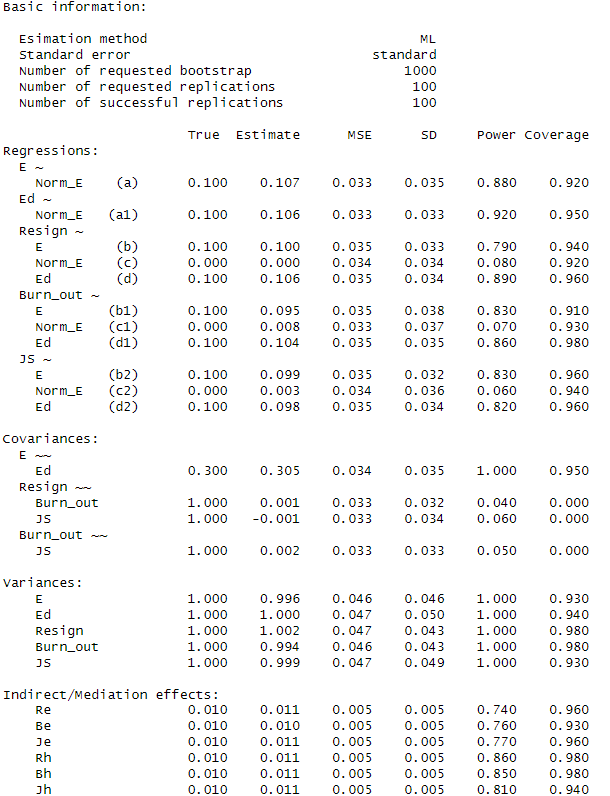 Basic information:
Esimation method ML
Standard error standard
Number of requested bootstrap 1000
Number of requested replications 100
Number of successful replications 100
True Estimate MSE SD Power Coverage
Regressions:
E ~
Norm_E (a) 0.100 0.107 0.033 0.035 0.880 0.920
Ed ~
Norm_E (a1) 0.100 0.106 0.033 0.033 0.920 0.950
Resign ~
E (b) 0.100 0.100 0.035 0.033 0.790 0.940
Norm_E (c) 0.000 0.000 0.034 0.034 0.080 0.920
Ed (d) 0.100 0.106 0.035 0.034 0.890 0.960
Burn_out ~
E (b1) 0.100 0.095 0.035 0.038 0.830 0.910
Norm_E (c1) 0.000 0.008 0.033 0.037 0.070 0.930
Ed (d1) 0.100 0.104 0.035 0.035 0.860 0.980
JS ~
E (b2) 0.100 0.099 0.035 0.032 0.830 0.960
Norm_E (c2) 0.000 0.003 0.034 0.036 0.060 0.940
Ed (d2) 0.100 0.098 0.035 0.034 0.820 0.960
Covariances:
E ~~
Ed 0.300 0.305 0.034 0.035 1.000 0.950
Resign ~~
Burn_out 1.000 0.001 0.033 0.032 0.040 0.000
JS 1.000 -0.001 0.033 0.034 0.060 0.000
Burn_out ~~
JS 1.000 0.002 0.033 0.033 0.050 0.000
Variances:
E 1.000 0.996 0.046 0.046 1.000 0.930
Ed 1.000 1.000 0.047 0.050 1.000 0.940
Resign 1.000 1.002 0.047 0.043 1.000 0.980
Burn_out 1.000 0.994 0.046 0.043 1.000 0.980
JS 1.000 0.999 0.047 0.049 1.000 0.930
Indirect/Mediation effects:
Re 0.010 0.011 0.005 0.005 0.740 0.960
Be 0.010 0.010 0.005 0.005 0.760 0.930
Je 0.010 0.011 0.005 0.005 0.770 0.960
Rh 0.010 0.011 0.005 0.005 0.860 0.980
Bh 0.010 0.011 0.005 0.005 0.850 0.980
Jh 0.010 0.011 0.005 0.005 0.810 0.940